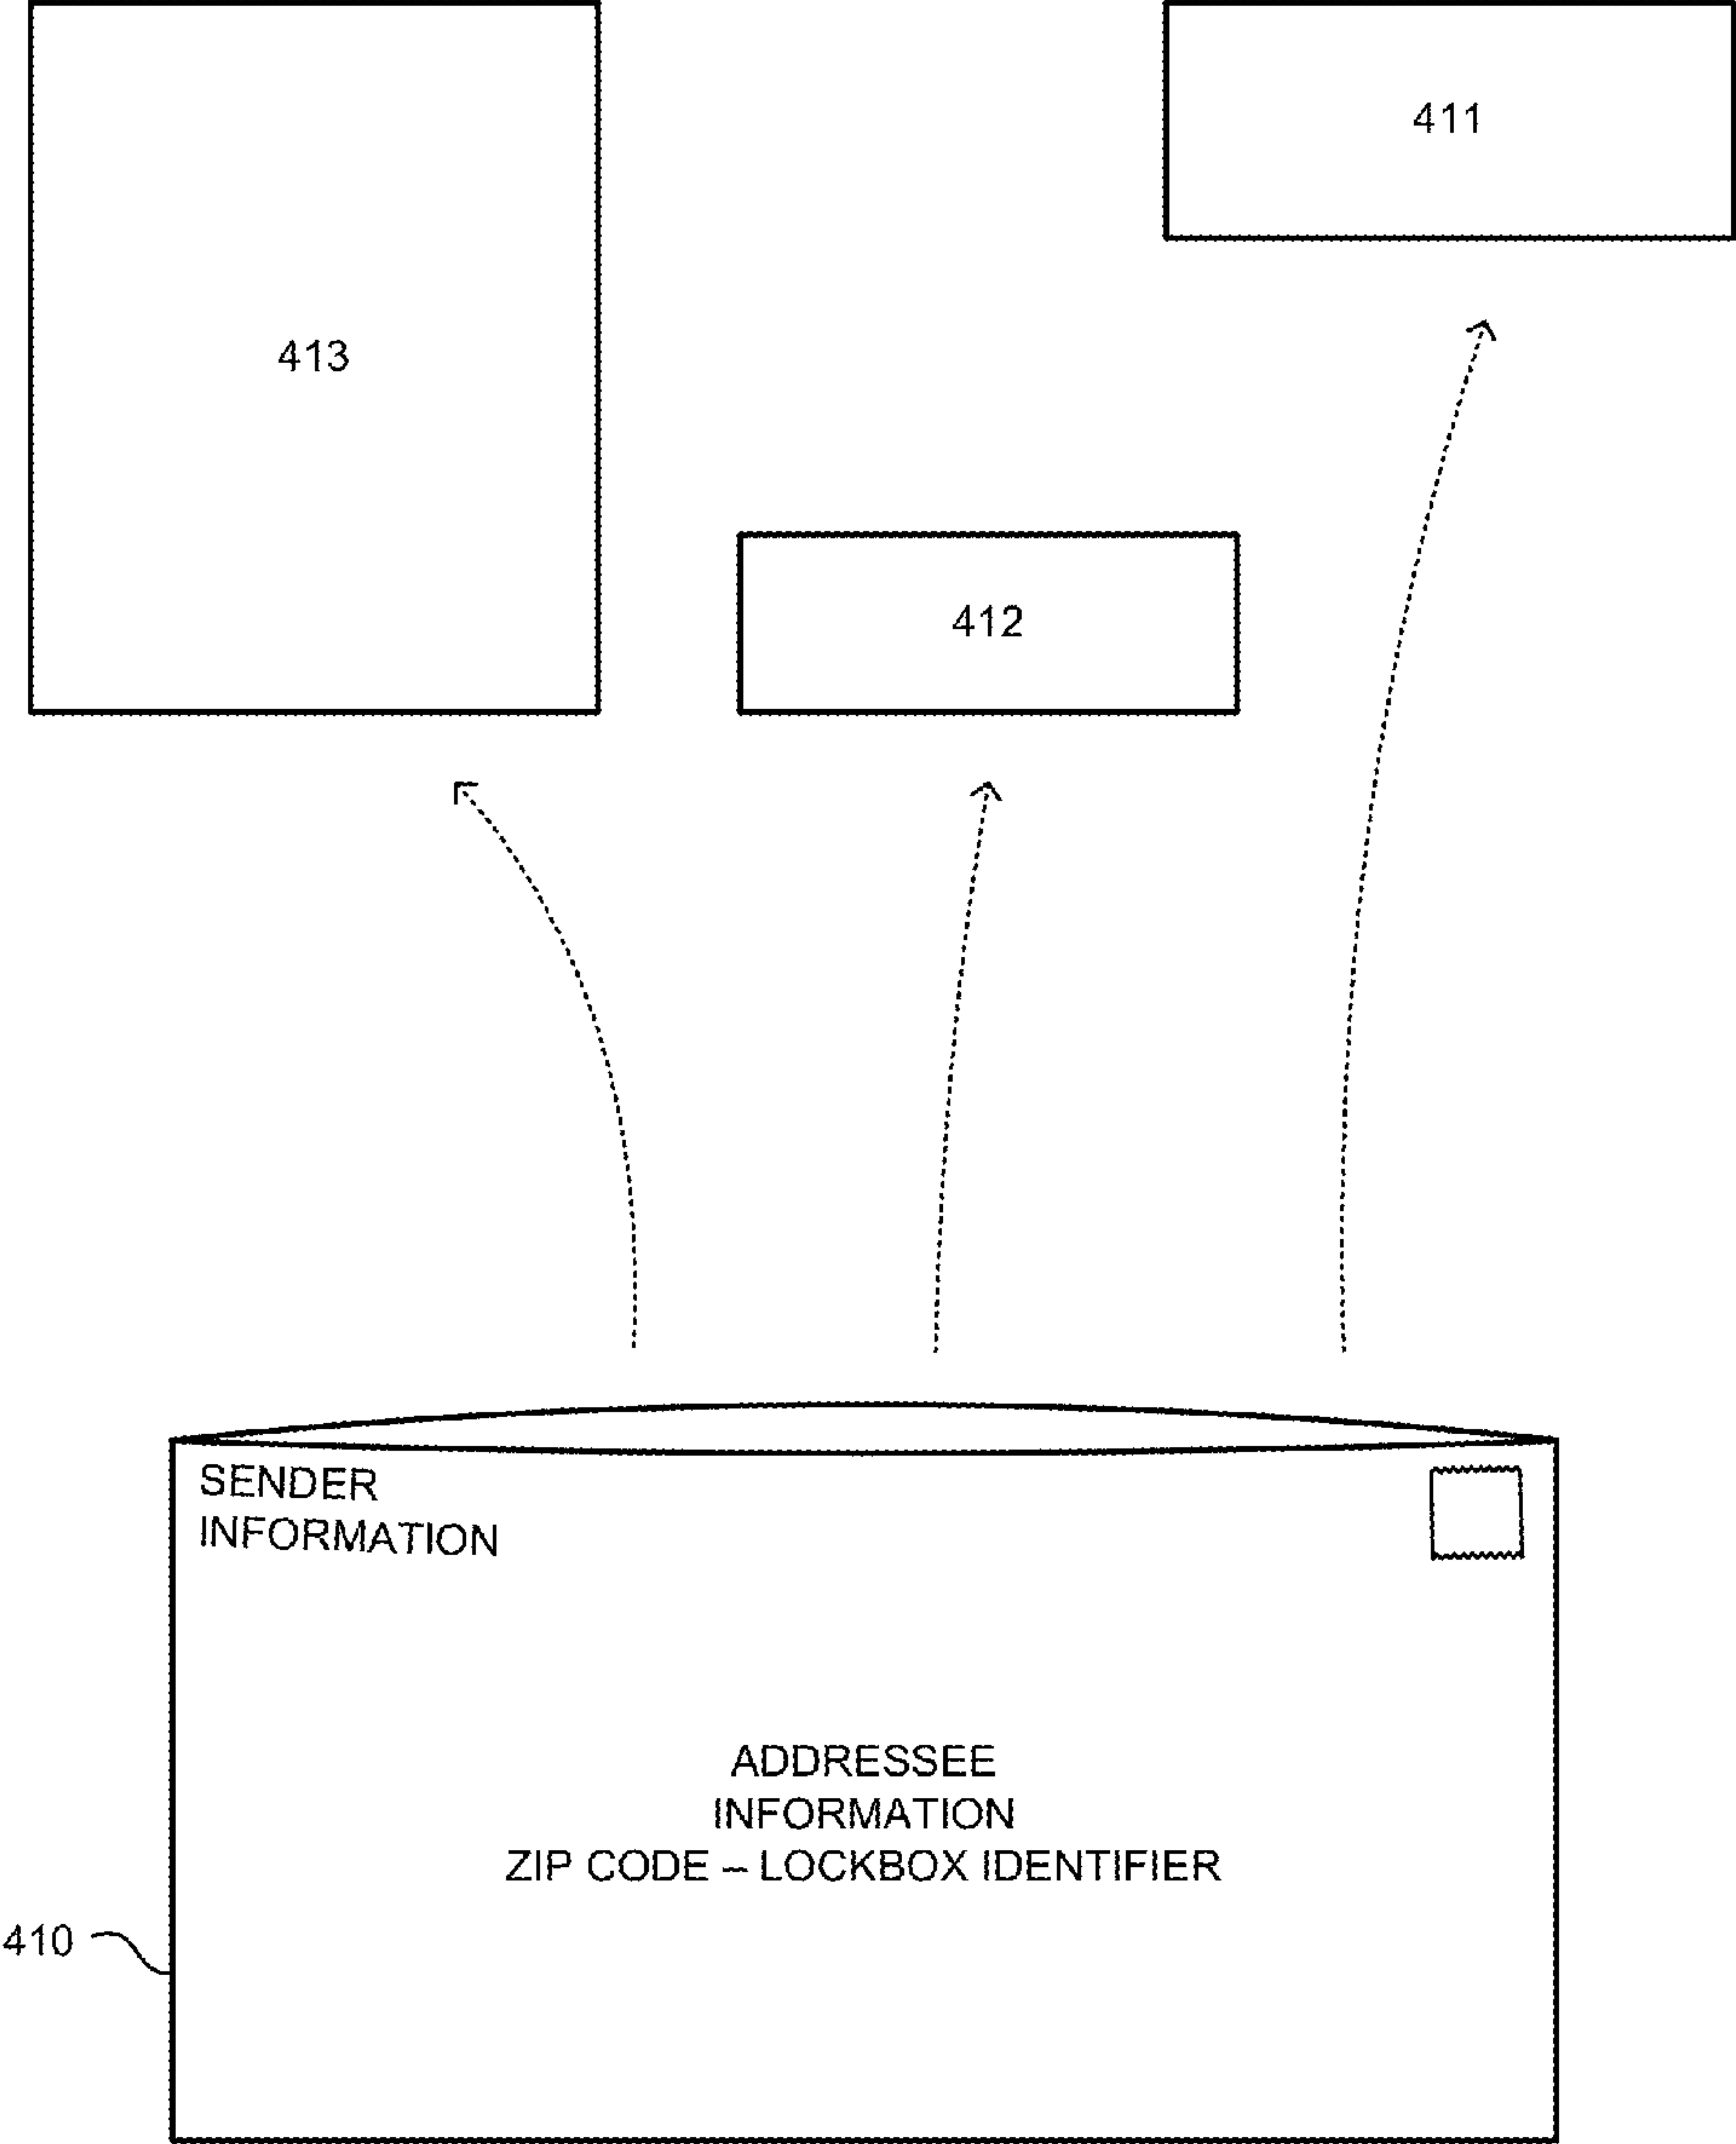 411
413
412
SENDER
INFORMATION
ADDRESSEE
INFORMATION
ZIP CODE – LOCKBOX IDENTIFIER
410